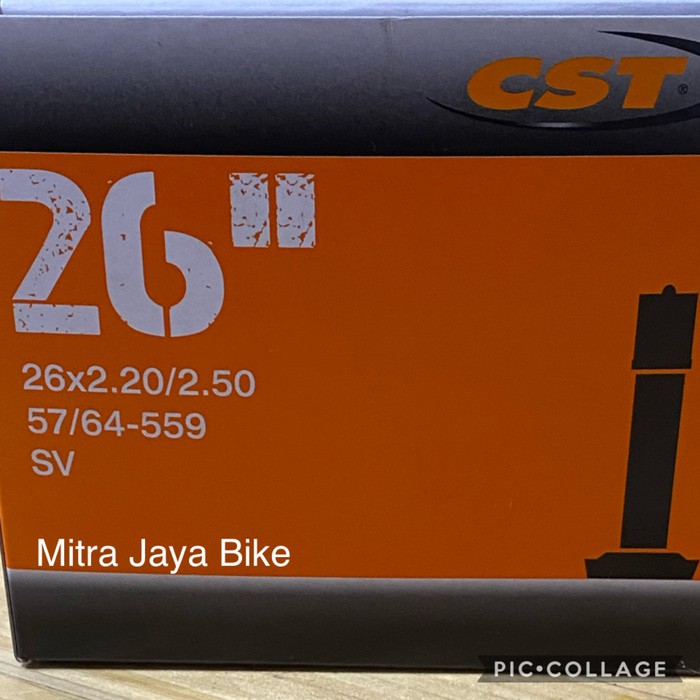 CST®
26"
26x2.20/2.50
57/64-559
SV
Mitra Jaya Bike
PIC•COLLAGE